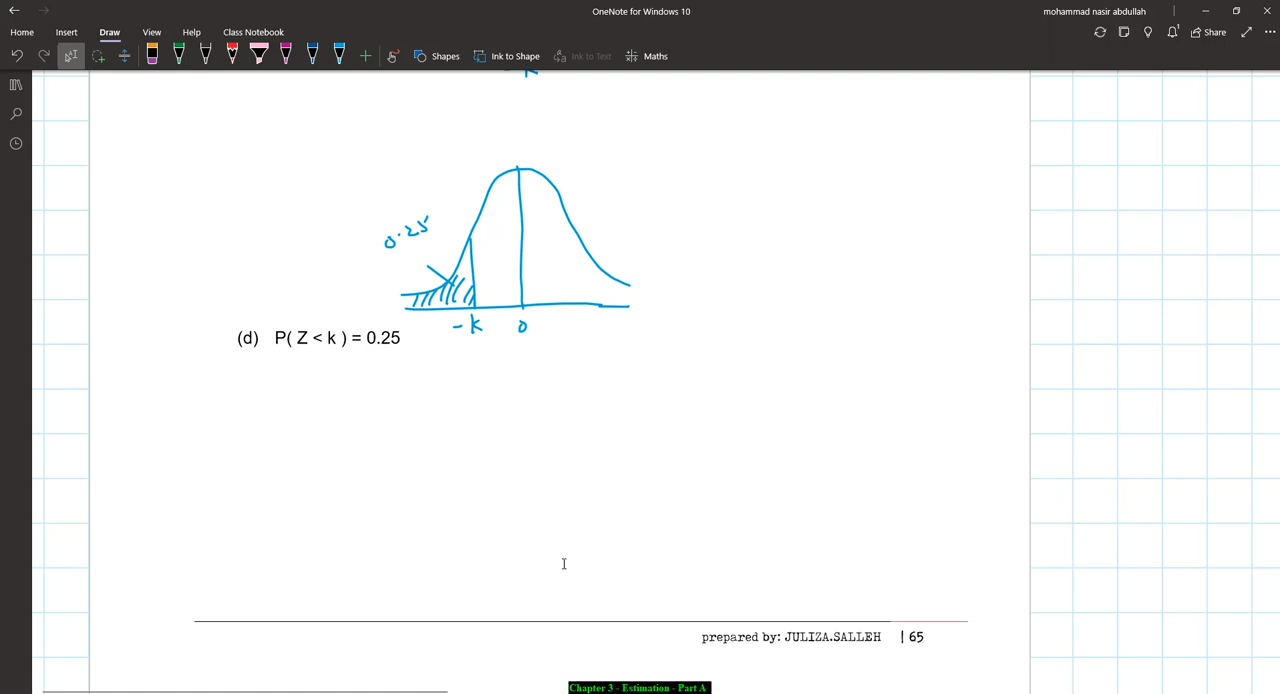 OneNote for Windows 10
mohammad nasir abdullah
Home Insert Draw View Help Class Notebook
Share
Shapes Ink to Shape Ink to Text Maths
0.25
-k 0
(d) P( Z < k ) = 0.25
prepared by: JULIZA.SALLEH | 65
Chapter 3 - Estimation - Part A